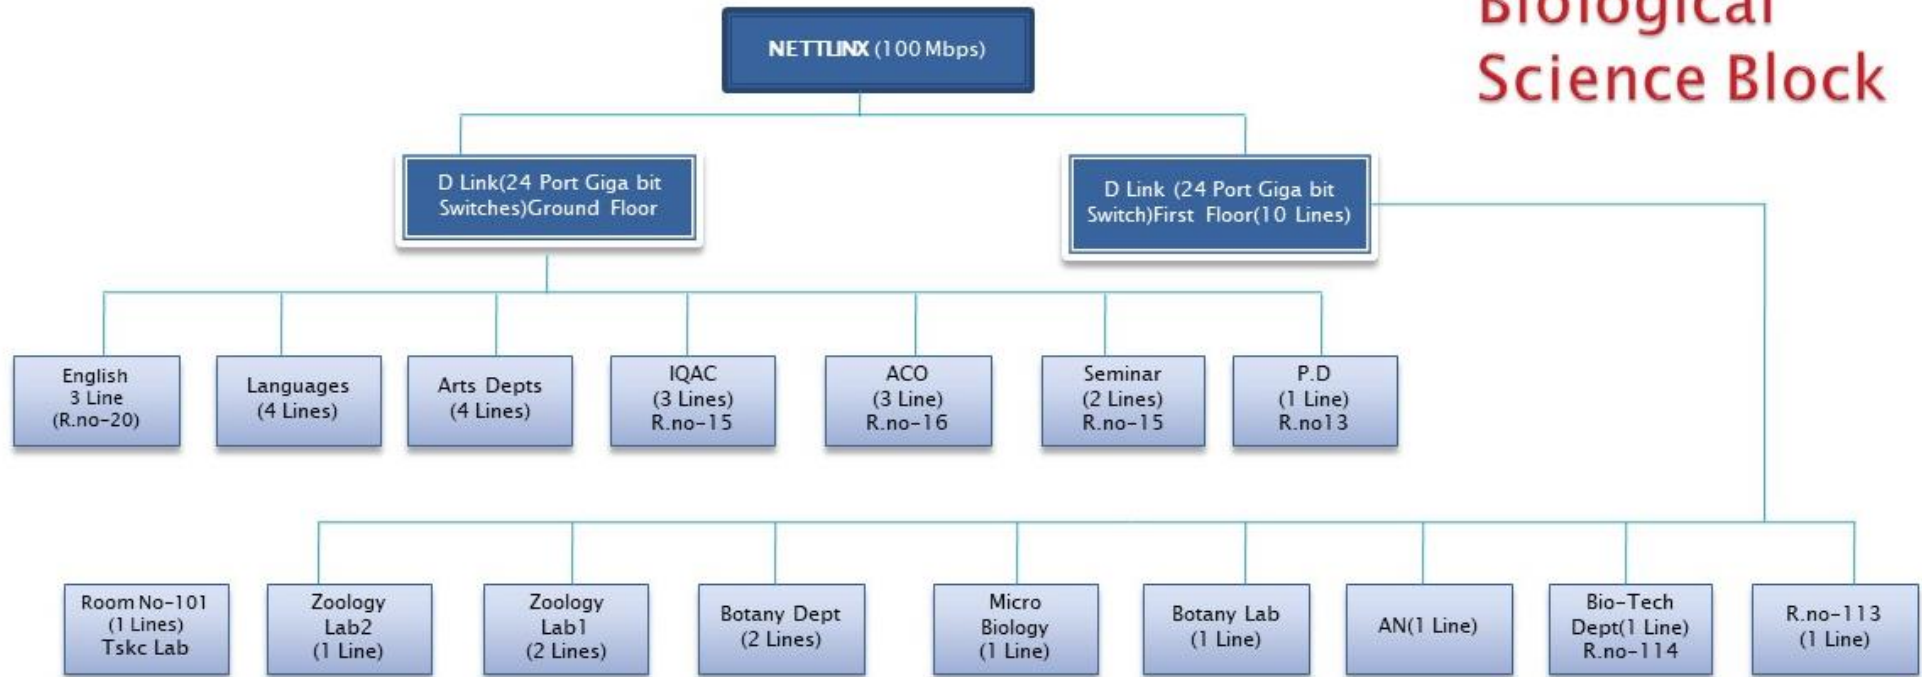 Biological
Science Block
NETTLINX (100 Mbps)
D Link(24 Port Giga bit
Switches)Ground Floor
D Link (24 Port Giga bit
Switch)First Floor(10 Lines)
English
3 Line
(R.no-20)
Languages
(4 Lines)
Arts Depts
(4 Lines)
IQAC
(3 Lines)
R.no-15
ACO
(3 Line)
R.no-16
Seminar
(2 Lines)
R.no-15
P.D
(1 Line)
R.no13
Room No-101
(1 Lines)
Tskc Lab
Zoology
Lab2
(1 Line)
Zoology
Lab1
(2 Lines)
Botany Dept
(2 Lines)
Micro
Biology
(1 Line)
Botany Lab
(1 Line)
AN(1 Line)
Bio-Tech
Dept(1 Line)
R.no-114
R.no-113
(1 Line)